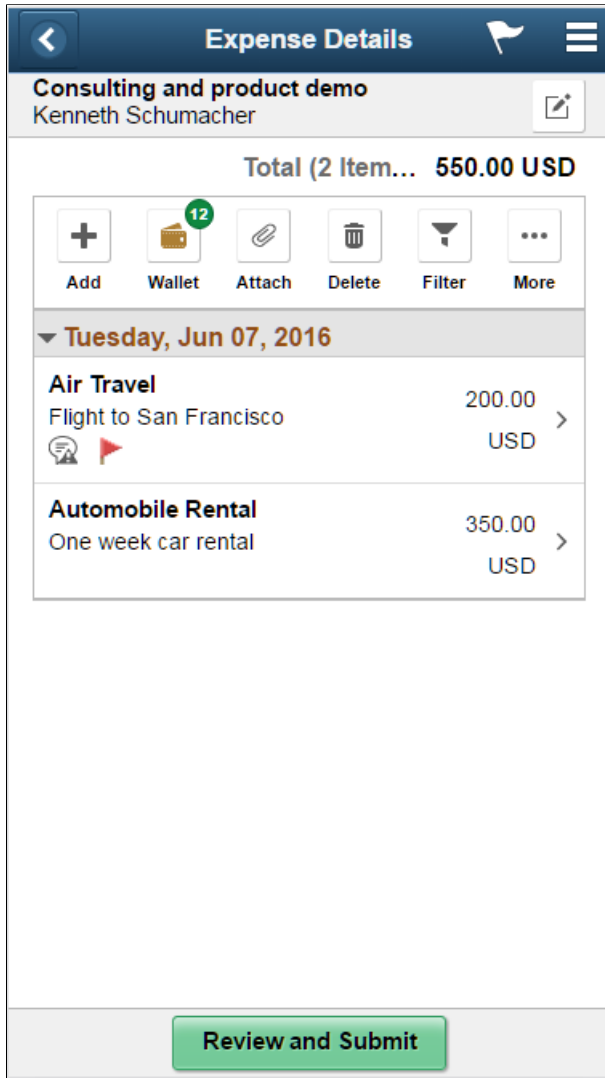 Expense Details
Consulting and product demo
Kenneth Schumacher
Total (2 Item... 550.00 USD
12
Add Wallet Attach Delete Filter More
Tuesday, Jun 07, 2016
Air Travel
Flight to San Francisco
200.00
USD
Automobile Rental
One week car rental
350.00
USD
Review and Submit